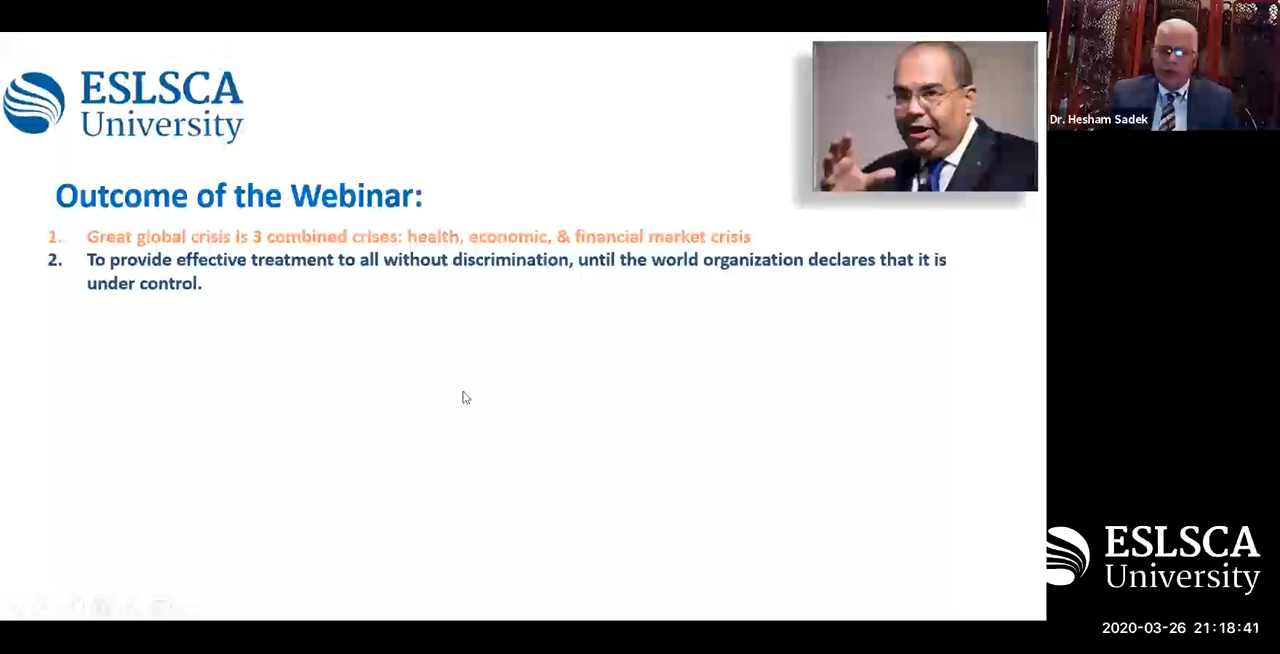 ESLSCA
University
Dr. Hesham Sadek
Outcome of the Webinar:
1. Great global crisis is 3 combined crises: health, economic, & financial market crisis
2. To provide effective treatment to all without discrimination, until the world organization declares that it is
under control.
ESLSCA
University
2020-03-26 21:18:41